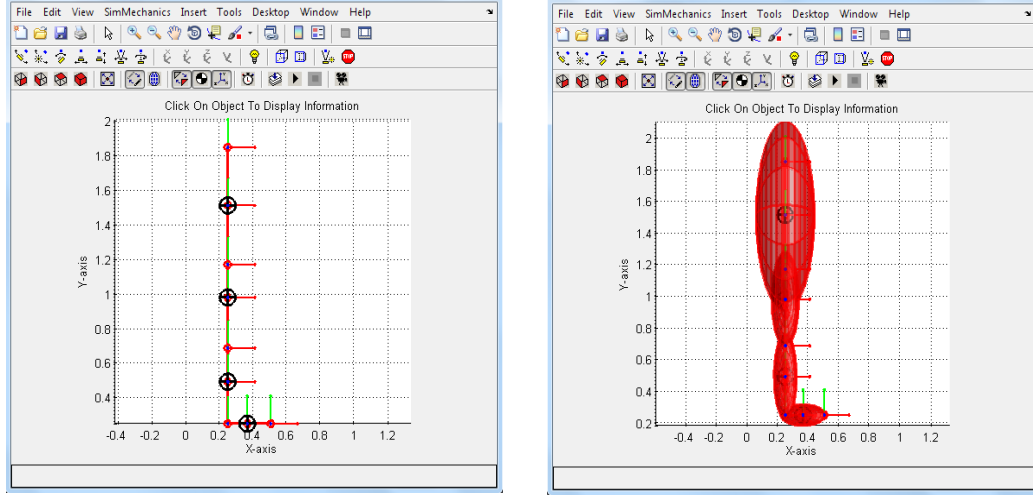 File Edit View SimMechanics Insert Tools Desktop Window Help
STOP
Click On Object To Display Information
2
1.8
1.6
1.4
1.2
1
0.8
0.6
0.4
Y-axis
-0.4 -0.2 0 0.2 0.4 0.6 0.8 1 1.2
X-axis
File Edit View SimMechanics Insert Tools Desktop Window Help
STOP
Click On Object To Display Information
2
1.8
1.6
1.4
1.2
1
0.8
0.6
0.4
0.2
Y-axis
-0.4 -0.2 0 0.2 0.4 0.6 0.8 1 1.2
X-axis